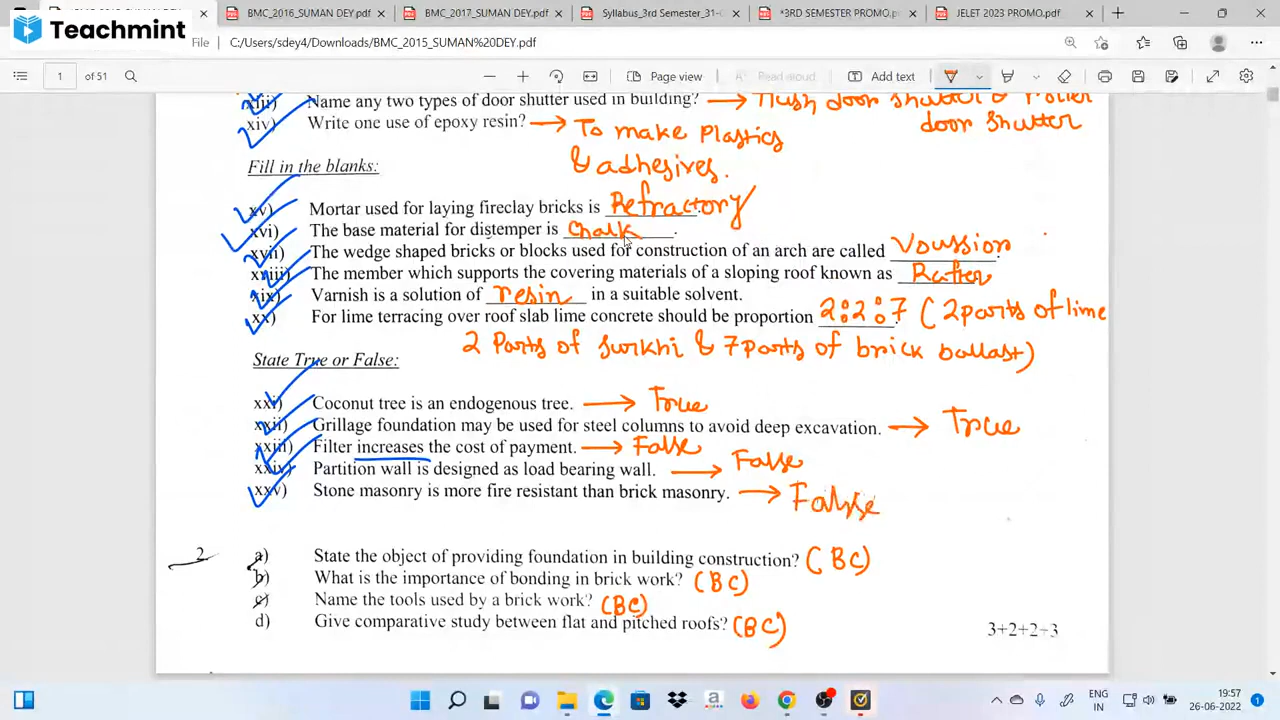 Teachmint
BMC_2016_SUMAN DEY.pdf
BMC_2015_SUMAN DEY.pdf
Syllabus_3rd Semester_31-
*3RD SEMESTER PROMO.
JELET 2023 PROMO.pdf
File
C:/Users/sdey4/Downloads/BMC_2015_SUMAN%20DEY.pdf
1 of 51
Page view
Read aloud
Add text
xiii) Name any two types of door shutter used in building? → Flush door shutter & roller door shutter
xiv) Write one use of epoxy resin? → To make Plastics & adhesives.
Fill in the blanks:
xv) Mortar used for laying fireclay bricks is Refractory
xvi) The base material for distemper is Chalk.
xvii) The wedge shaped bricks or blocks used for construction of an arch are called Voussion
xviii) The member which supports the covering materials of a sloping roof known as Rafter
xix) Varnish is a solution of resin in a suitable solvent.
xx) For lime terracing over roof slab lime concrete should be proportion 2:2:7 (2 parts of lime
2 Parts of Surkhi & 7 parts of brick ballast)
State True or False:
xxi) Coconut tree is an endogenous tree. → True
xxii) Grillage foundation may be used for steel columns to avoid deep excavation. → True
xxiii) Filter increases the cost of payment. → False
xxiv) Partition wall is designed as load bearing wall. → False
xxv) Stone masonry is more fire resistant than brick masonry. → False
2 a) State the object of providing foundation in building construction? (BC)
b) What is the importance of bonding in brick work? (BC)
c) Name the tools used by a brick work? (BC)
d) Give comparative study between flat and pitched roofs? (BC)
3+2+2+3
ENG
IN
19:57
26-06-2022